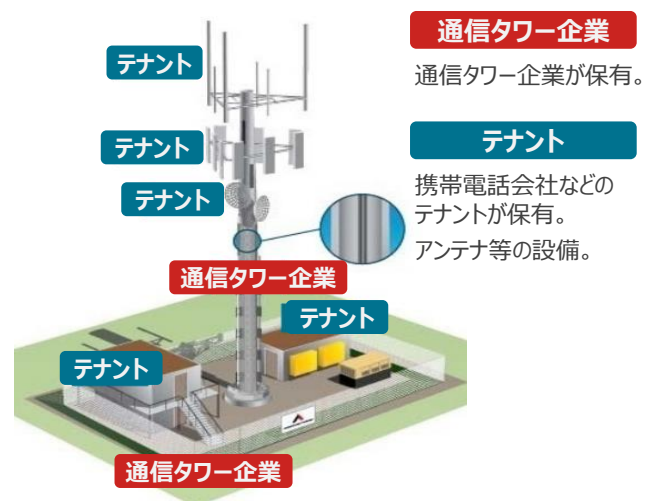 通信タワー企業
通信タワー企業が保有。
テナント
携帯電話会社などの
テナントが保有。
アンテナ等の設備。
テナント
テナント
テナント
通信タワー企業
テナント
テナント
通信タワー企業